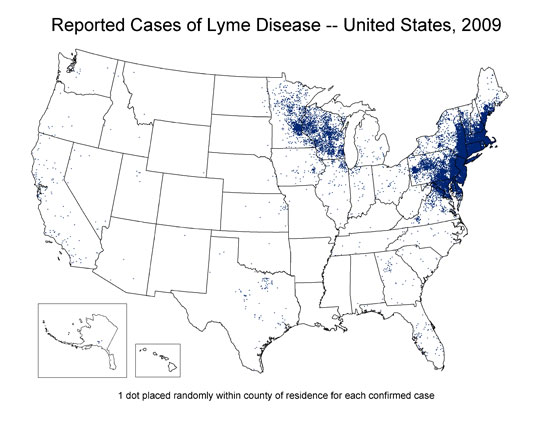 Reported Cases of Lyme Disease -- United States, 2009
1 dot placed randomly within county of residence for each confirmed case